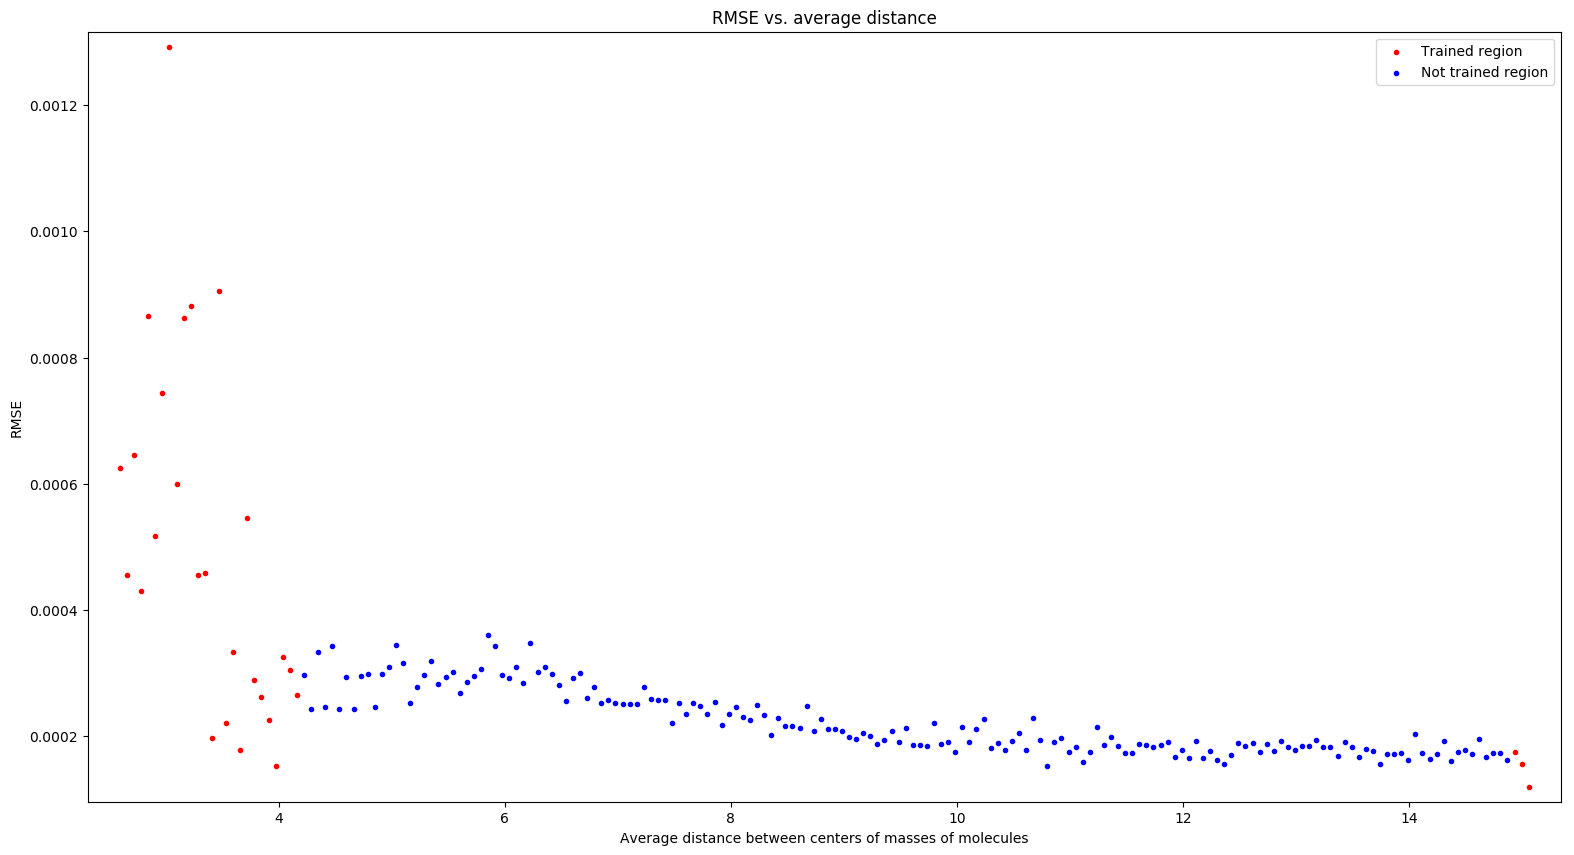 RMSE vs. average distance
Trained region
Not trained region
0.0012
0.0010
0.0008
0.0006
0.0004
0.0002
RMSE
4 6 8 10 12 14
Average distance between centers of masses of molecules